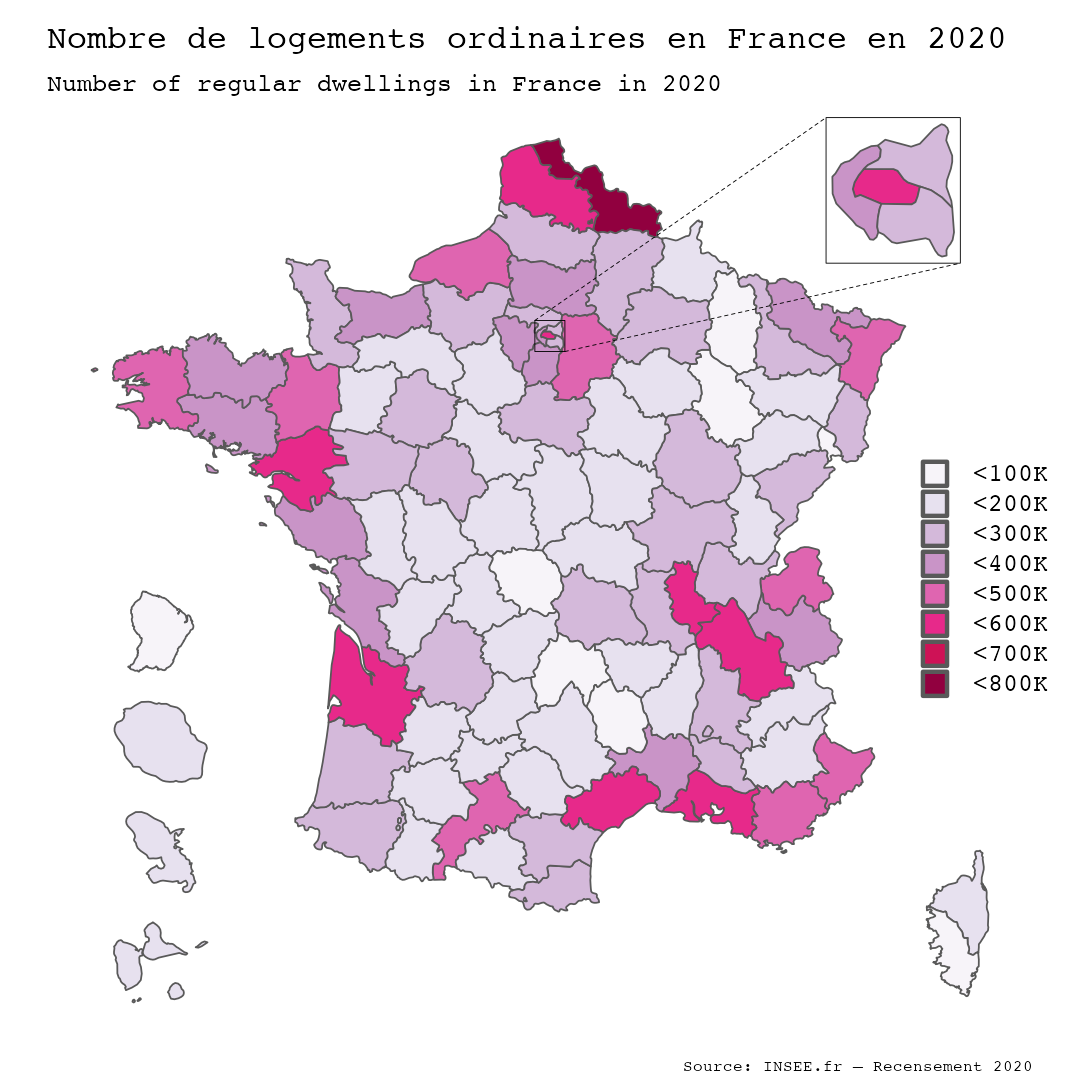 Nombre de logements ordinaires en France en 2020
Number of regular dwellings in France in 2020
<100K
<200K
<300K
<400K
<500K
<600K
<700K
<800K
Source: INSEE.fr — Recensement 2020